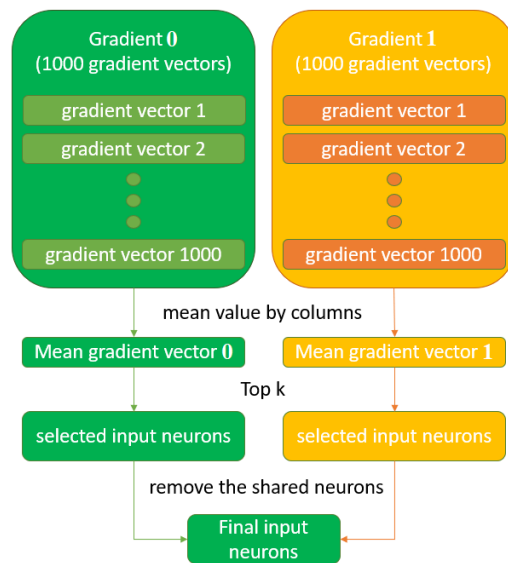 Gradient 0
(1000 gradient vectors)
gradient vector 1
gradient vector 2
gradient vector 1000
Gradient 1
(1000 gradient vectors)
gradient vector 1
gradient vector 2
gradient vector 1000
mean value by columns
Mean gradient vector 0
Mean gradient vector 1
Top k
selected input neurons
selected input neurons
remove the shared neurons
Final input
neurons